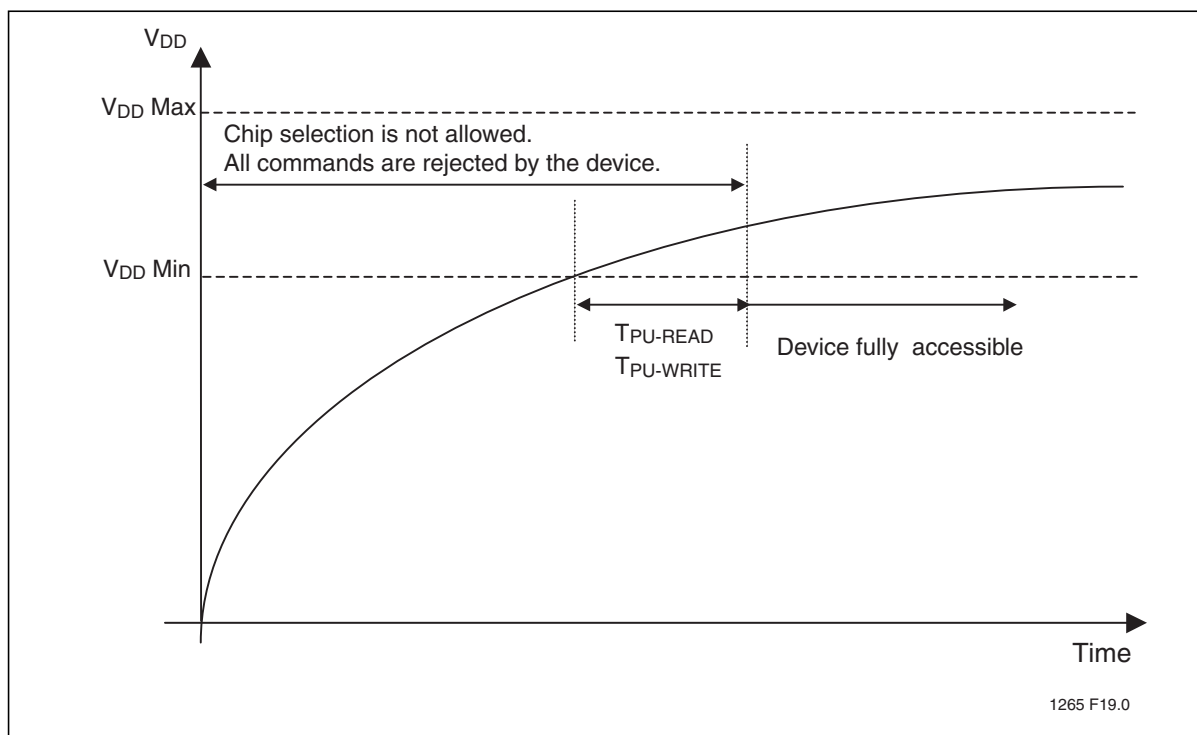 VDD
VDD Max
Chip selection is not allowed.
All commands are rejected by the device.
VDD Min
TPU-READ
TPU-WRITE
Device fully accessible
Time
1265 F19.0